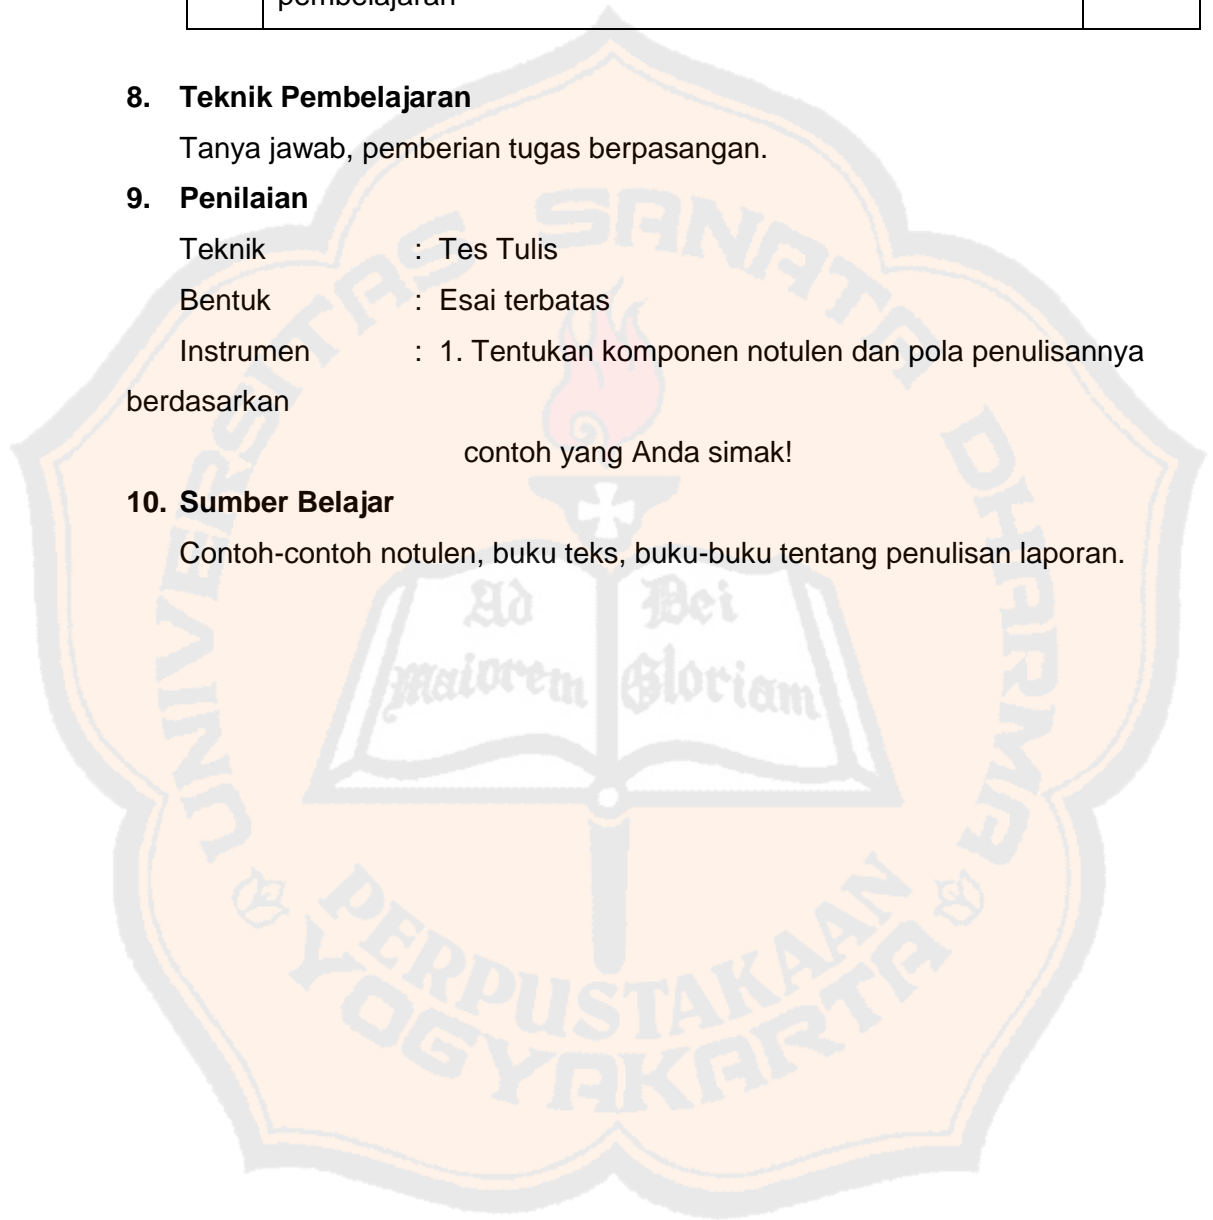 pembelajaran
8. Teknik Pembelajaran
Tanya jawab, pemberian tugas berpasangan.
9. Penilaian
Teknik : Tes Tulis
Bentuk : Esai terbatas
Instrumen : 1. Tentukan komponen notulen dan pola penulisannya
berdasarkan
contoh yang Anda simak!
10. Sumber Belajar
Contoh-contoh notulen, buku teks, buku-buku tentang penulisan laporan.
UNIVERSITAS SANATA DHARMA
Ad Dei
Maiorem Gloriam
PERPUSTAKAAN
YOGYAKARTA